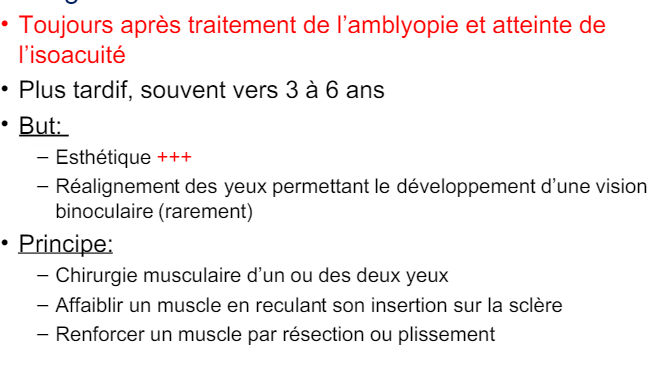 • Toujours après traitement de l’amblyopie et atteinte de
l’isoacuité
• Plus tardif, souvent vers 3 à 6 ans
• But:
– Esthétique +++
– Réalignement des yeux permettant le développement d’une vision
binoculaire (rarement)
• Principe:
– Chirurgie musculaire d’un ou des deux yeux
– Affaiblir un muscle en reculant son insertion sur la sclère
– Renforcer un muscle par résection ou plissement